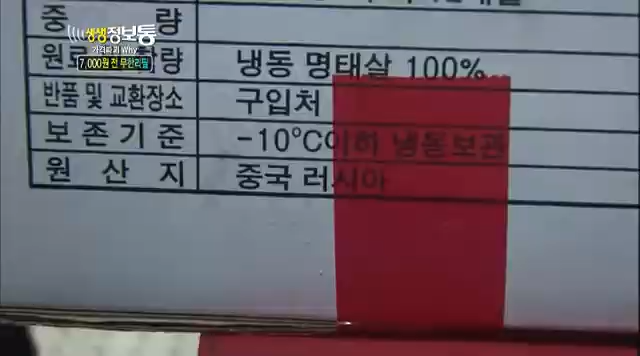 생생정보통
가격파괴 Why
7,000원 전 무한리필
중 량
원료 함량 냉동 명태살 100%
반품 및 교환장소 구입처
보존기준 -10℃이하 냉동보관
원산지 중국 러시아